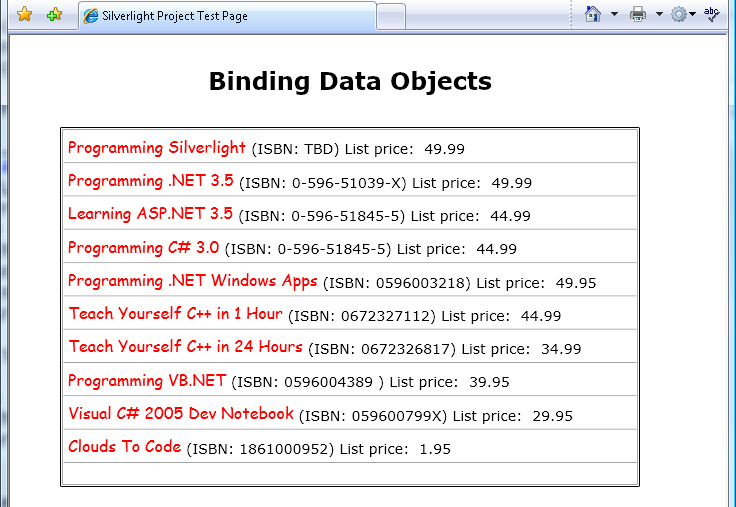 Silverlight Project Test Page
abc
Binding Data Objects
Programming Silverlight (ISBN: TBD) List price: 49.99
Programming .NET 3.5 (ISBN: 0-596-51039-X) List price: 49.99
Learning ASP.NET 3.5 (ISBN: 0-596-51845-5) List price: 44.99
Programming C# 3.0 (ISBN: 0-596-51845-5) List price: 44.99
Programming .NET Windows Apps (ISBN: 0596003218) List price: 49.95
Teach Yourself C++ in 1 Hour (ISBN: 0672327112) List price: 44.99
Teach Yourself C++ in 24 Hours (ISBN: 0672326817) List price: 34.99
Programming VB.NET (ISBN: 0596004389 ) List price: 39.95
Visual C# 2005 Dev Notebook (ISBN: 059600799X) List price: 29.95
Clouds To Code (ISBN: 1861000952) List price: 1.95